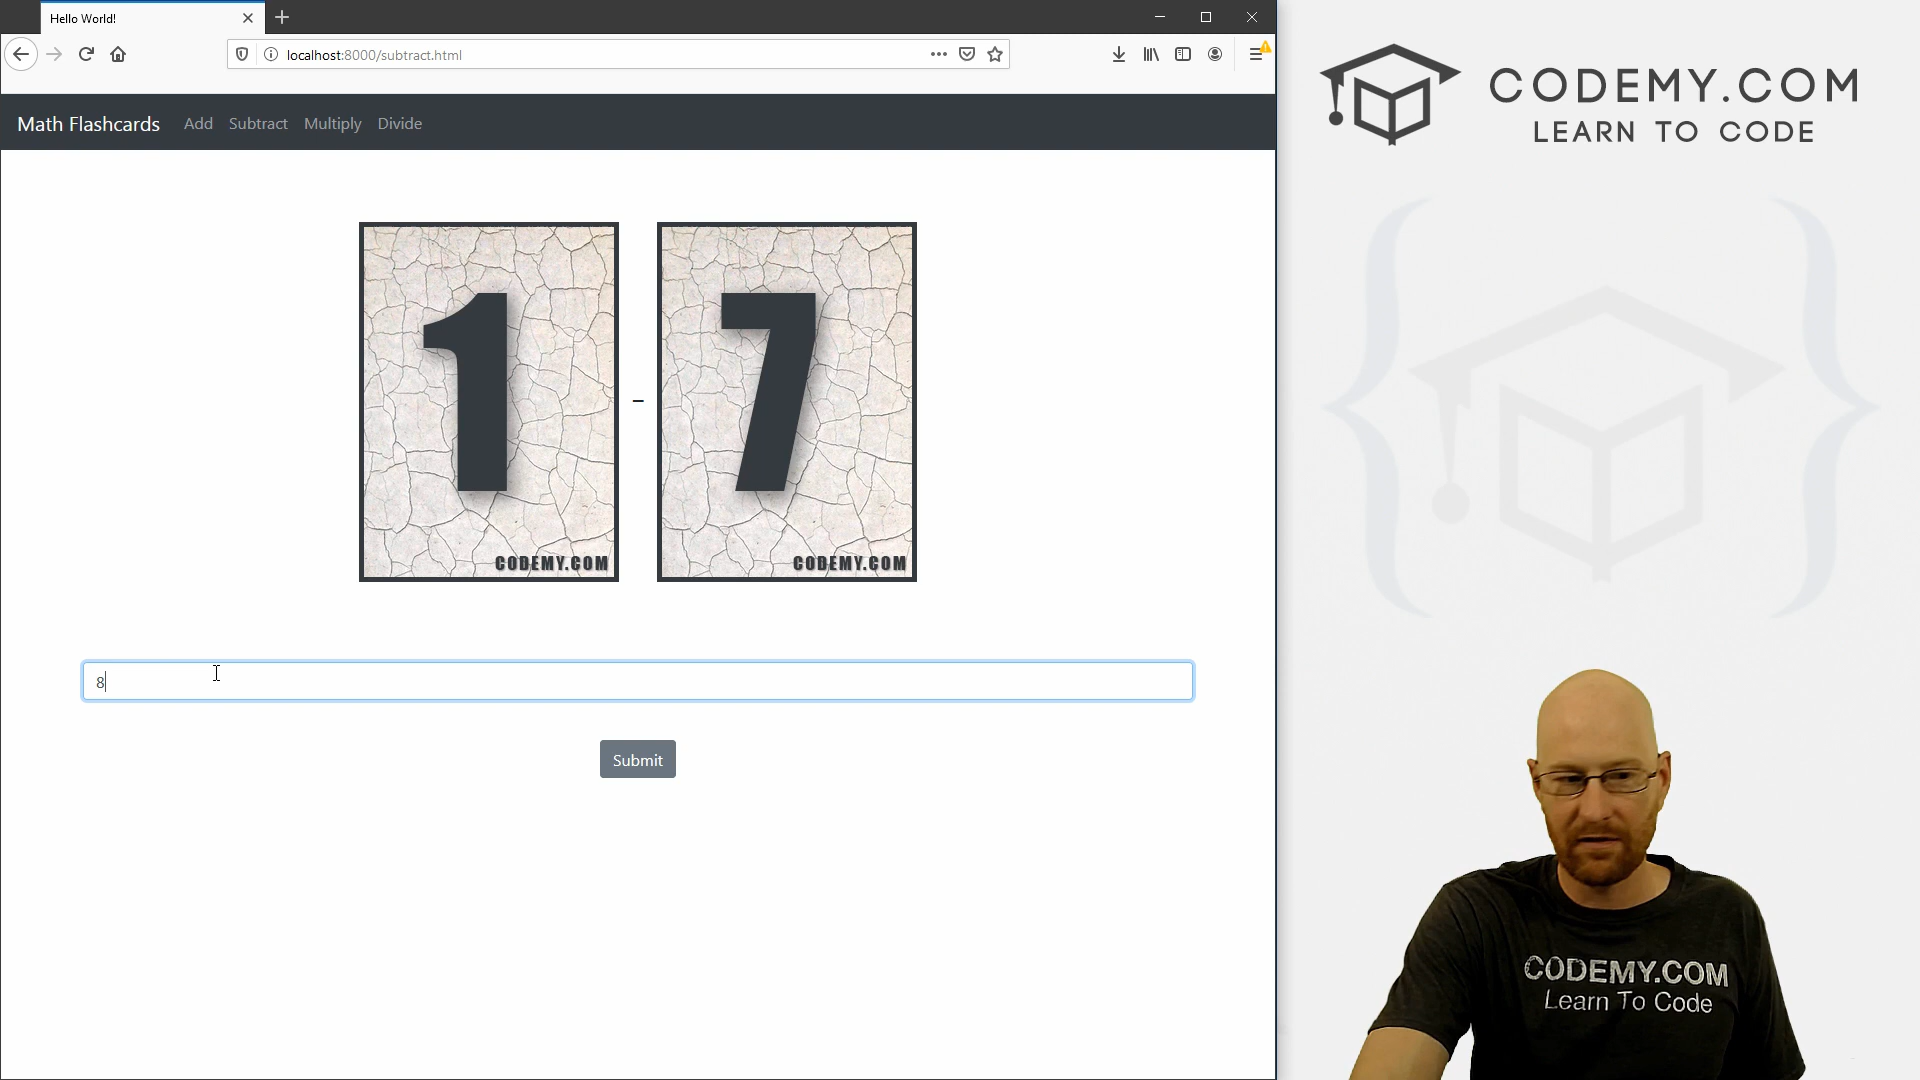 Hello World!
localhost:8000/subtract.html
Math Flashcards Add Subtract Multiply Divide
1 - 7
CODEMY.COM CODEMY.COM
8
Submit
CODEMY.COM
LEARN TO CODE
CODEMY.COM
Learn To Code